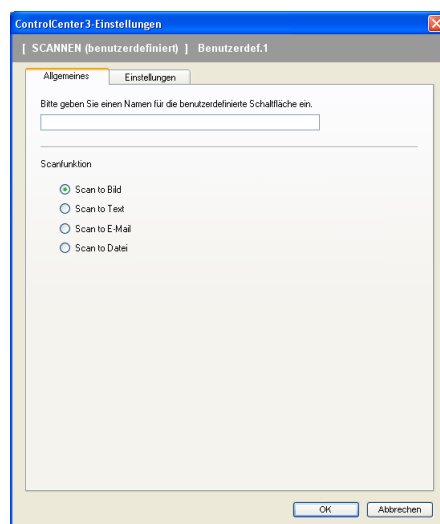 ControlCenter3-Einstellungen
[ SCANNEN (benutzerdefiniert) ] Benutzerdef.1
Allgemeines Einstellungen
Bitte geben Sie einen Namen für die benutzerdefinierte Schaltfläche ein.
Scanfunktion
Scan to Bild
Scan to Text
Scan to E-Mail
Scan to Datei
OK Abbrechen